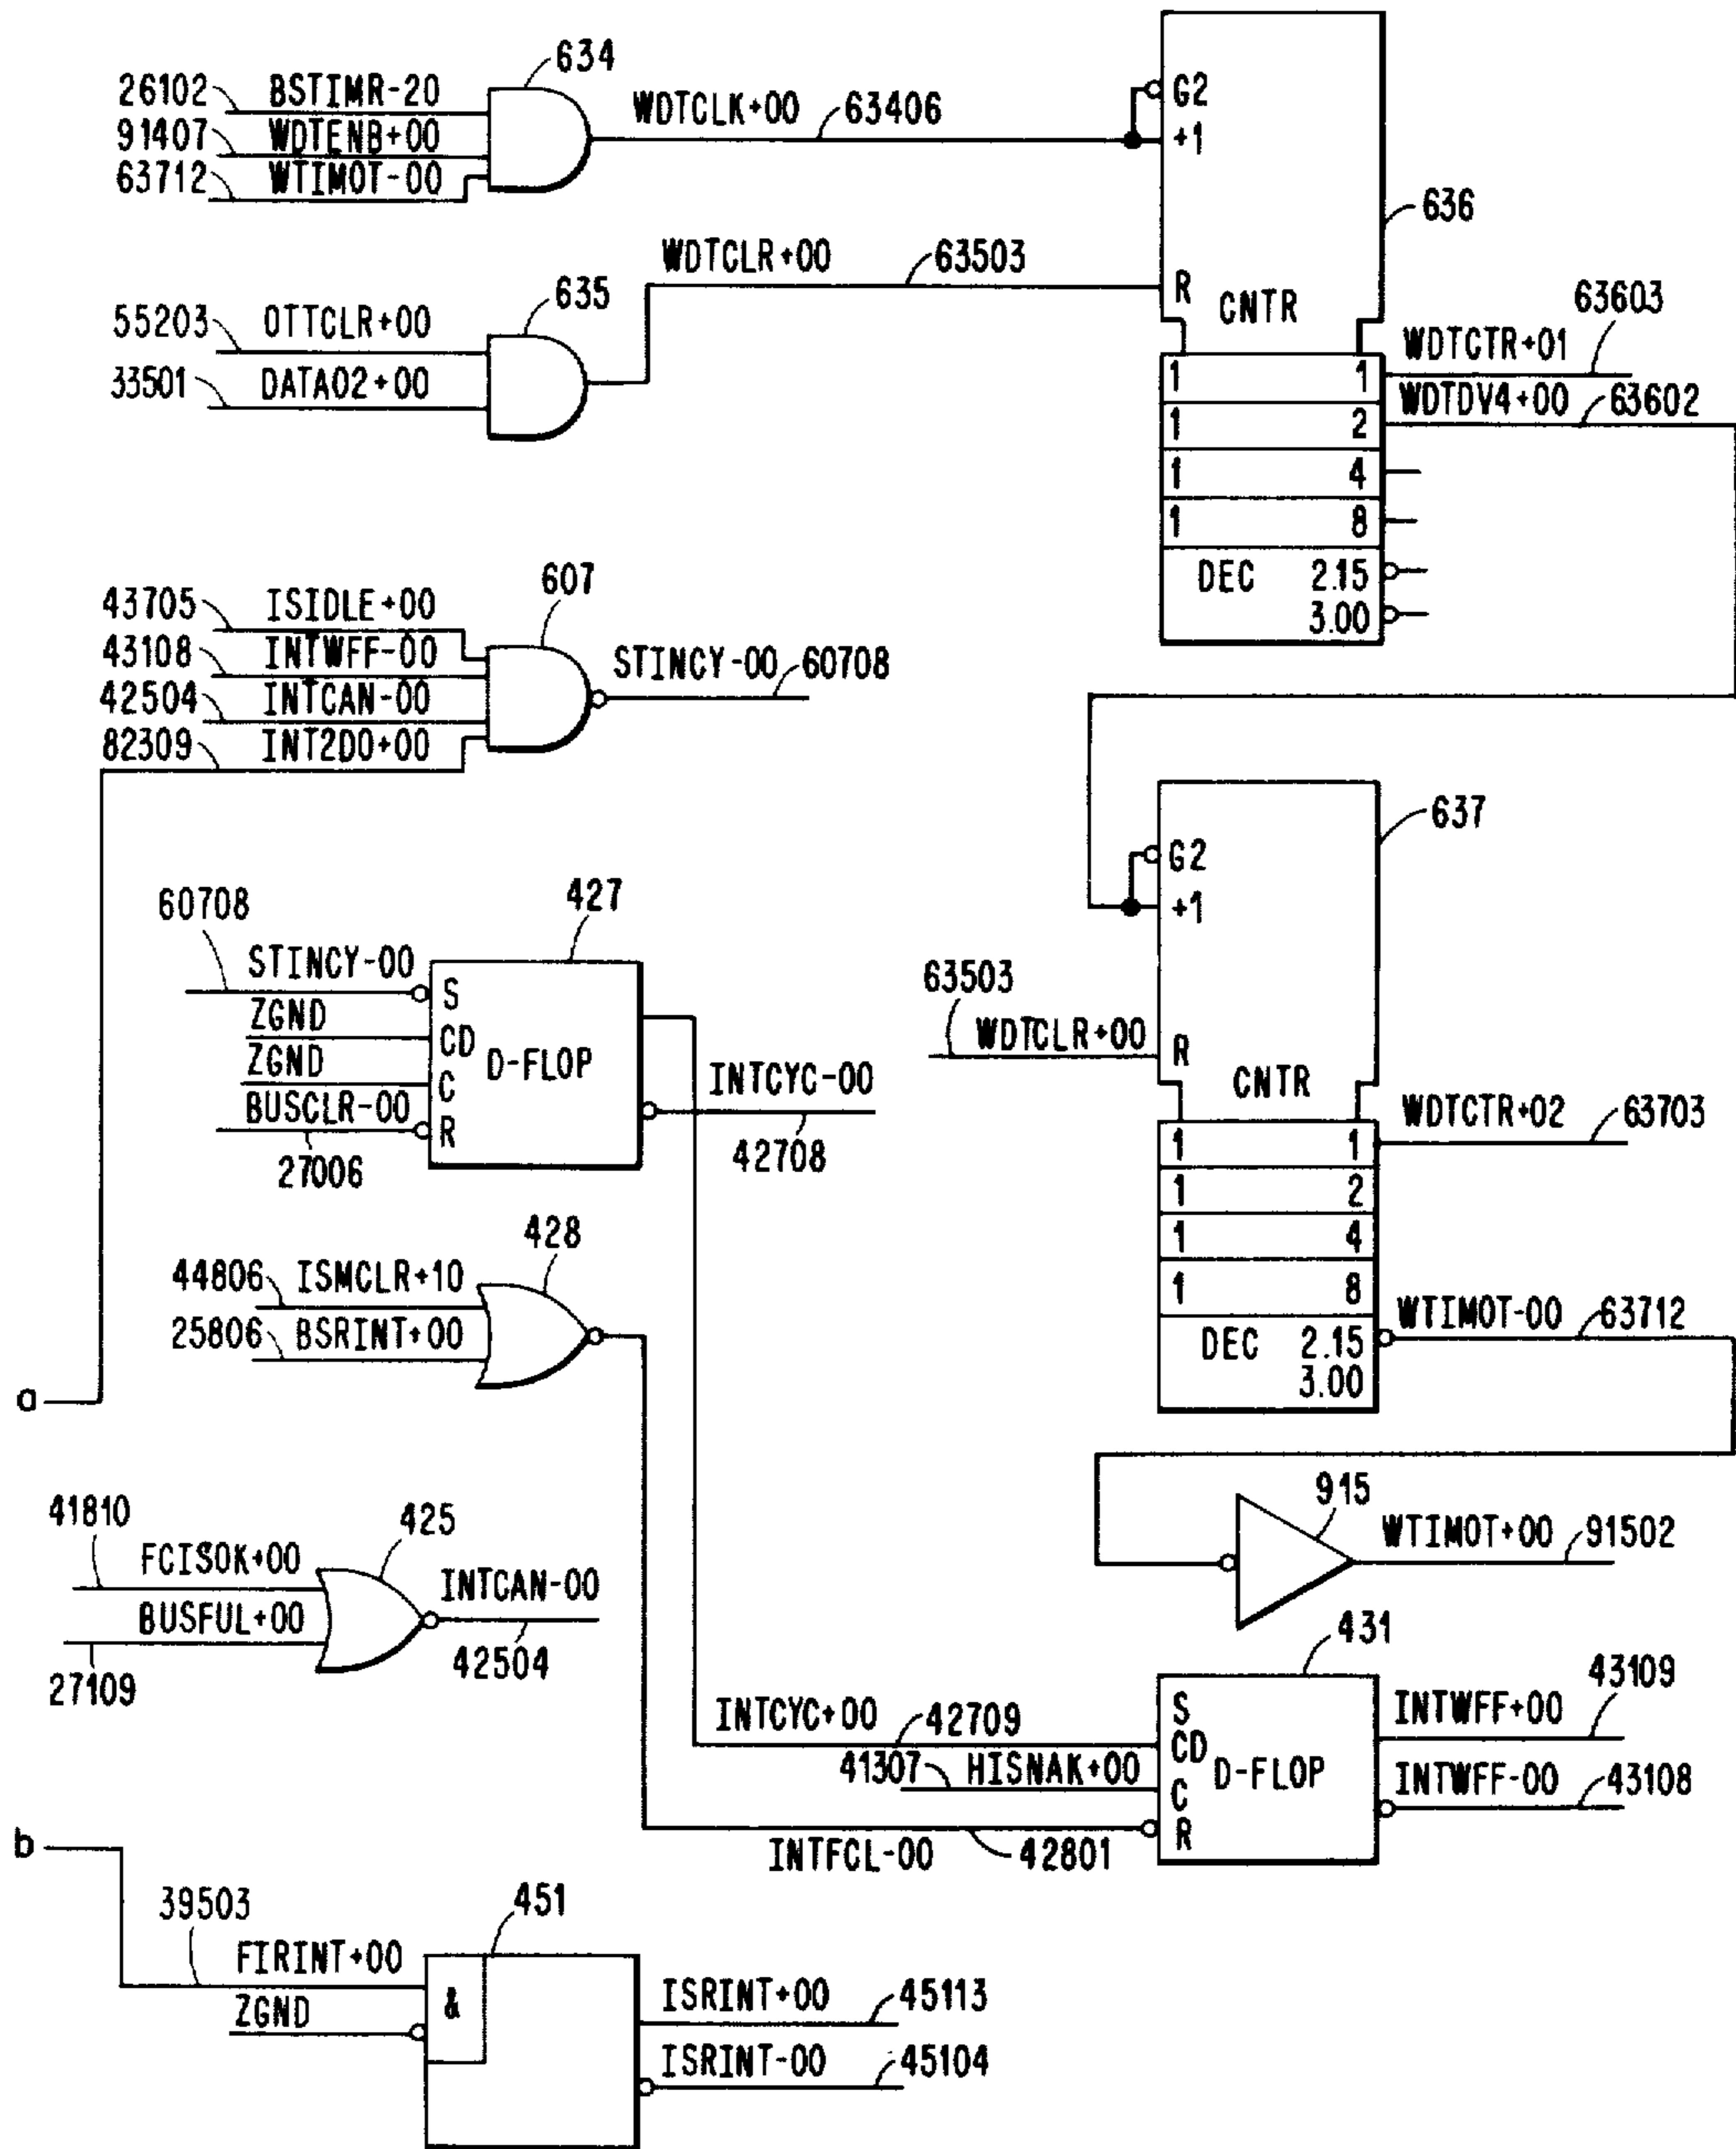 634
26102 BSTIMR-20
91407 WDTENB+00
63712 WTIMOT-00
WDTCLK+00 63406
G2
+1
636
WDTCLR+00 63503
R
CNTR
635
55203 OTTCLR+00
33501 DATA02+00
1 1
WDTCTR+01 63603
1 2
WDTDV4+00 63602
1 4
1 8
DEC 2.15
3.00
607
43705 ISIDLE+00
43108 INTWFF-00
42504 INTCAN-00
82309 INT2D0+00
STINCY-00 60708
637
G2
+1
63503
WDTCLR+00
R
CNTR
1 1
WDTCTR+02 63703
1 2
1 4
1 8
WTIMOT-00 63712
DEC 2.15
3.00
427
60708
STINCY-00
S
ZGND
CD
D-FLOP
ZGND
C
BUSCLR-00
R
27006
INTCYC-00
42708
428
44806 ISMCLR+10
25806 BSRINT+00
a
915
WTIMOT+00 91502
41810
425
FCISOK+00
BUSFUL+00
27109
INTCAN-00
42504
431
INTCYC+00 42709
41307 HISNAK+00
INTFCL-00 42801
S
CD
D-FLOP
C
R
43109
INTWFF+00
INTWFF-00 43108
b
39503
451
FIRINT+00
ZGND
&
ISRINT+00 45113
ISRINT-00 45104